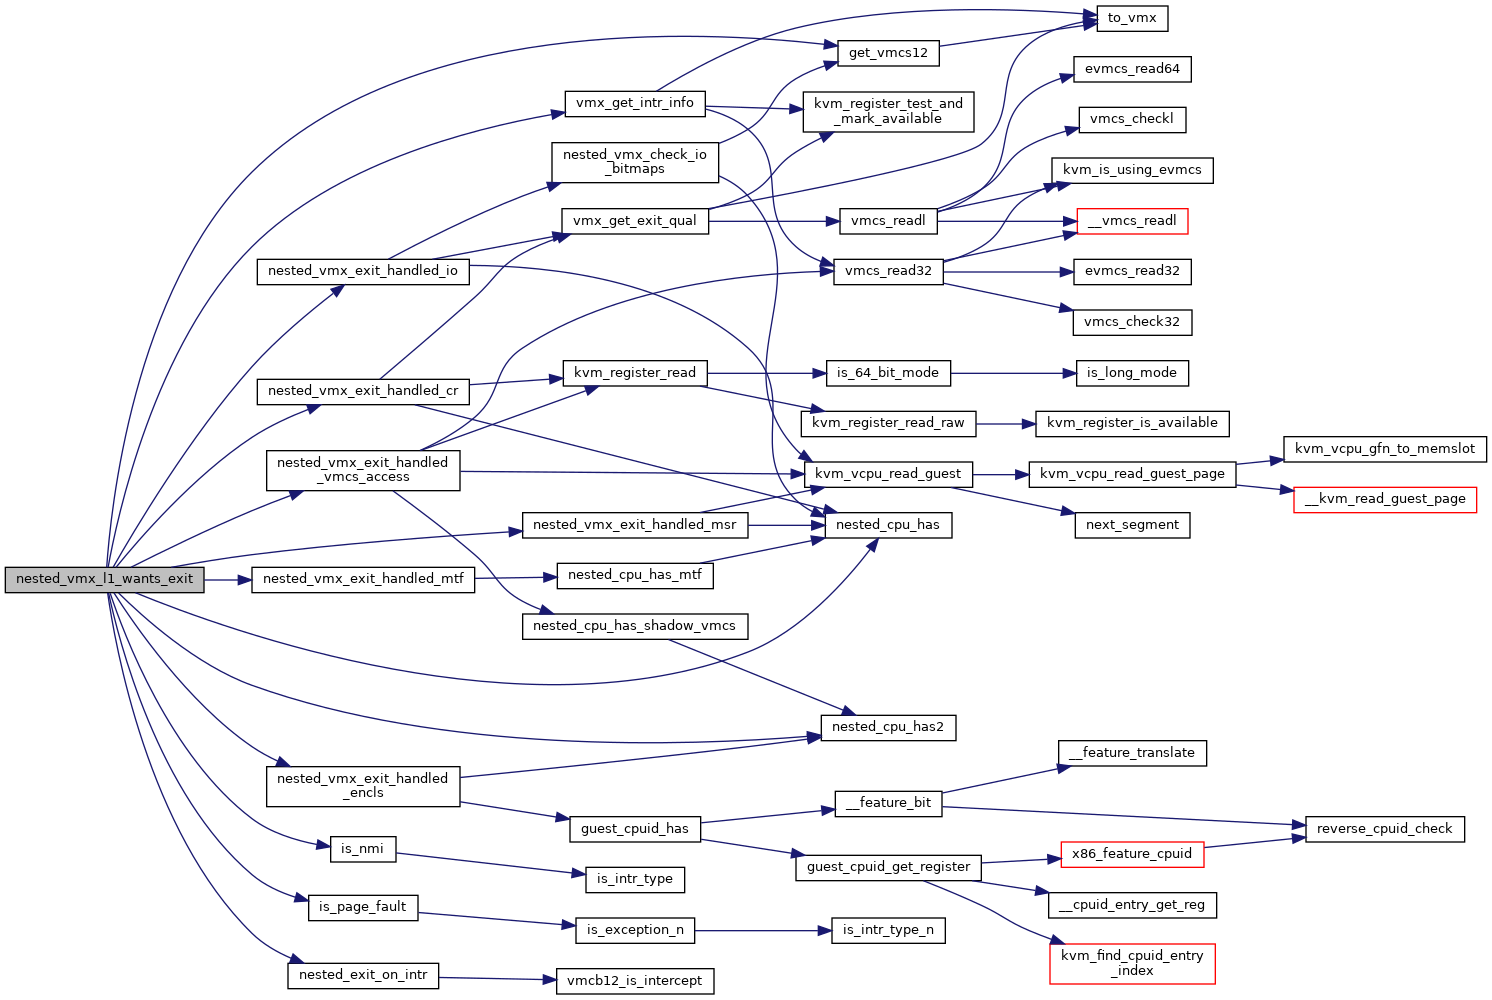 to_vmx
get_vmcs12
evmcs_read64
vmx_get_intr_info
kvm_register_test_and
_mark_available
vmcs_checkl
nested_vmx_check_io
_bitmaps
kvm_is_using_evmcs
vmx_get_exit_qual
vmcs_readl
__vmcs_readl
nested_vmx_exit_handled_io
vmcs_read32
evmcs_read32
vmcs_check32
nested_vmx_exit_handled_cr
kvm_register_read
is_64_bit_mode
is_long_mode
kvm_register_read_raw
kvm_register_is_available
nested_vmx_exit_handled
_vmcs_access
kvm_vcpu_read_guest
kvm_vcpu_read_guest_page
kvm_vcpu_gfn_to_memslot
__kvm_read_guest_page
nested_vmx_exit_handled_msr
nested_cpu_has
next_segment
nested_vmx_l1_wants_exit
nested_vmx_exit_handled_mtf
nested_cpu_has_mtf
nested_cpu_has_shadow_vmcs
nested_cpu_has2
nested_vmx_exit_handled
_encls
__feature_translate
guest_cpuid_has
__feature_bit
reverse_cpuid_check
is_nmi
guest_cpuid_get_register
x86_feature_cpuid
is_intr_type
__cpuid_entry_get_reg
is_page_fault
is_exception_n
is_intr_type_n
kvm_find_cpuid_entry
_index
nested_exit_on_intr
vmcb12_is_intercept